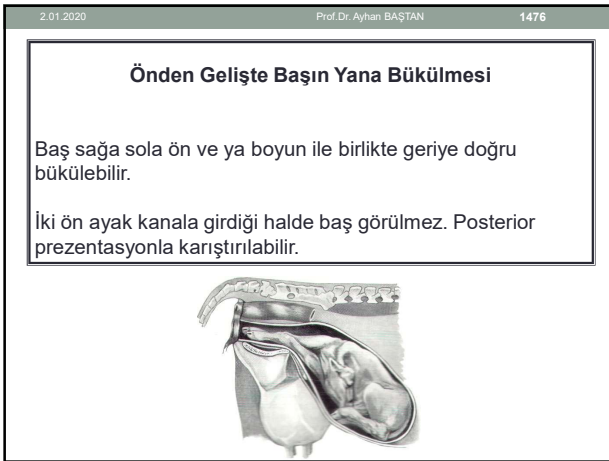 2.01.2020
Prof.Dr. Ayhan BAŞTAN
1476
Önden Gelişte Başın Yana Bükülmesi
Baş sağa sola ön ve ya boyun ile birlikte geriye doğru
bükülebilir.
İki ön ayak kanala girdiği halde baş görülmez. Posterior
prezentasyonla karıştırılabilir.